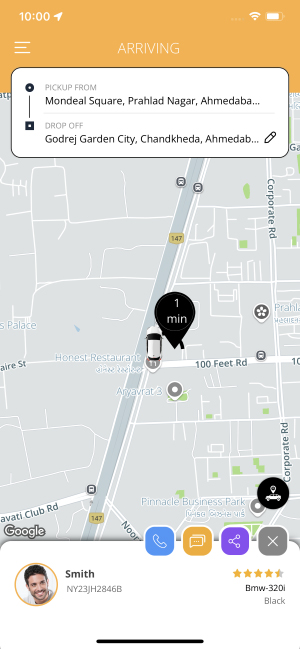 10:00
ARRIVING
PICKUP FROM
Mondeal Square, Prahlad Nagar, Ahmedaba...
DROP OFF
Godrej Garden City, Chandkheda, Ahmedab...
Corporate Rd
147
1
min
Prahla
s Palace
Honest Restaurant
aire St
100 Feet Rd
10
Aryavrat 3
Corporate Rd
Pinnacle Business Park
avati Club Rd
147
Google
Smith
NY23JH2846B
Bmw-320i
Black